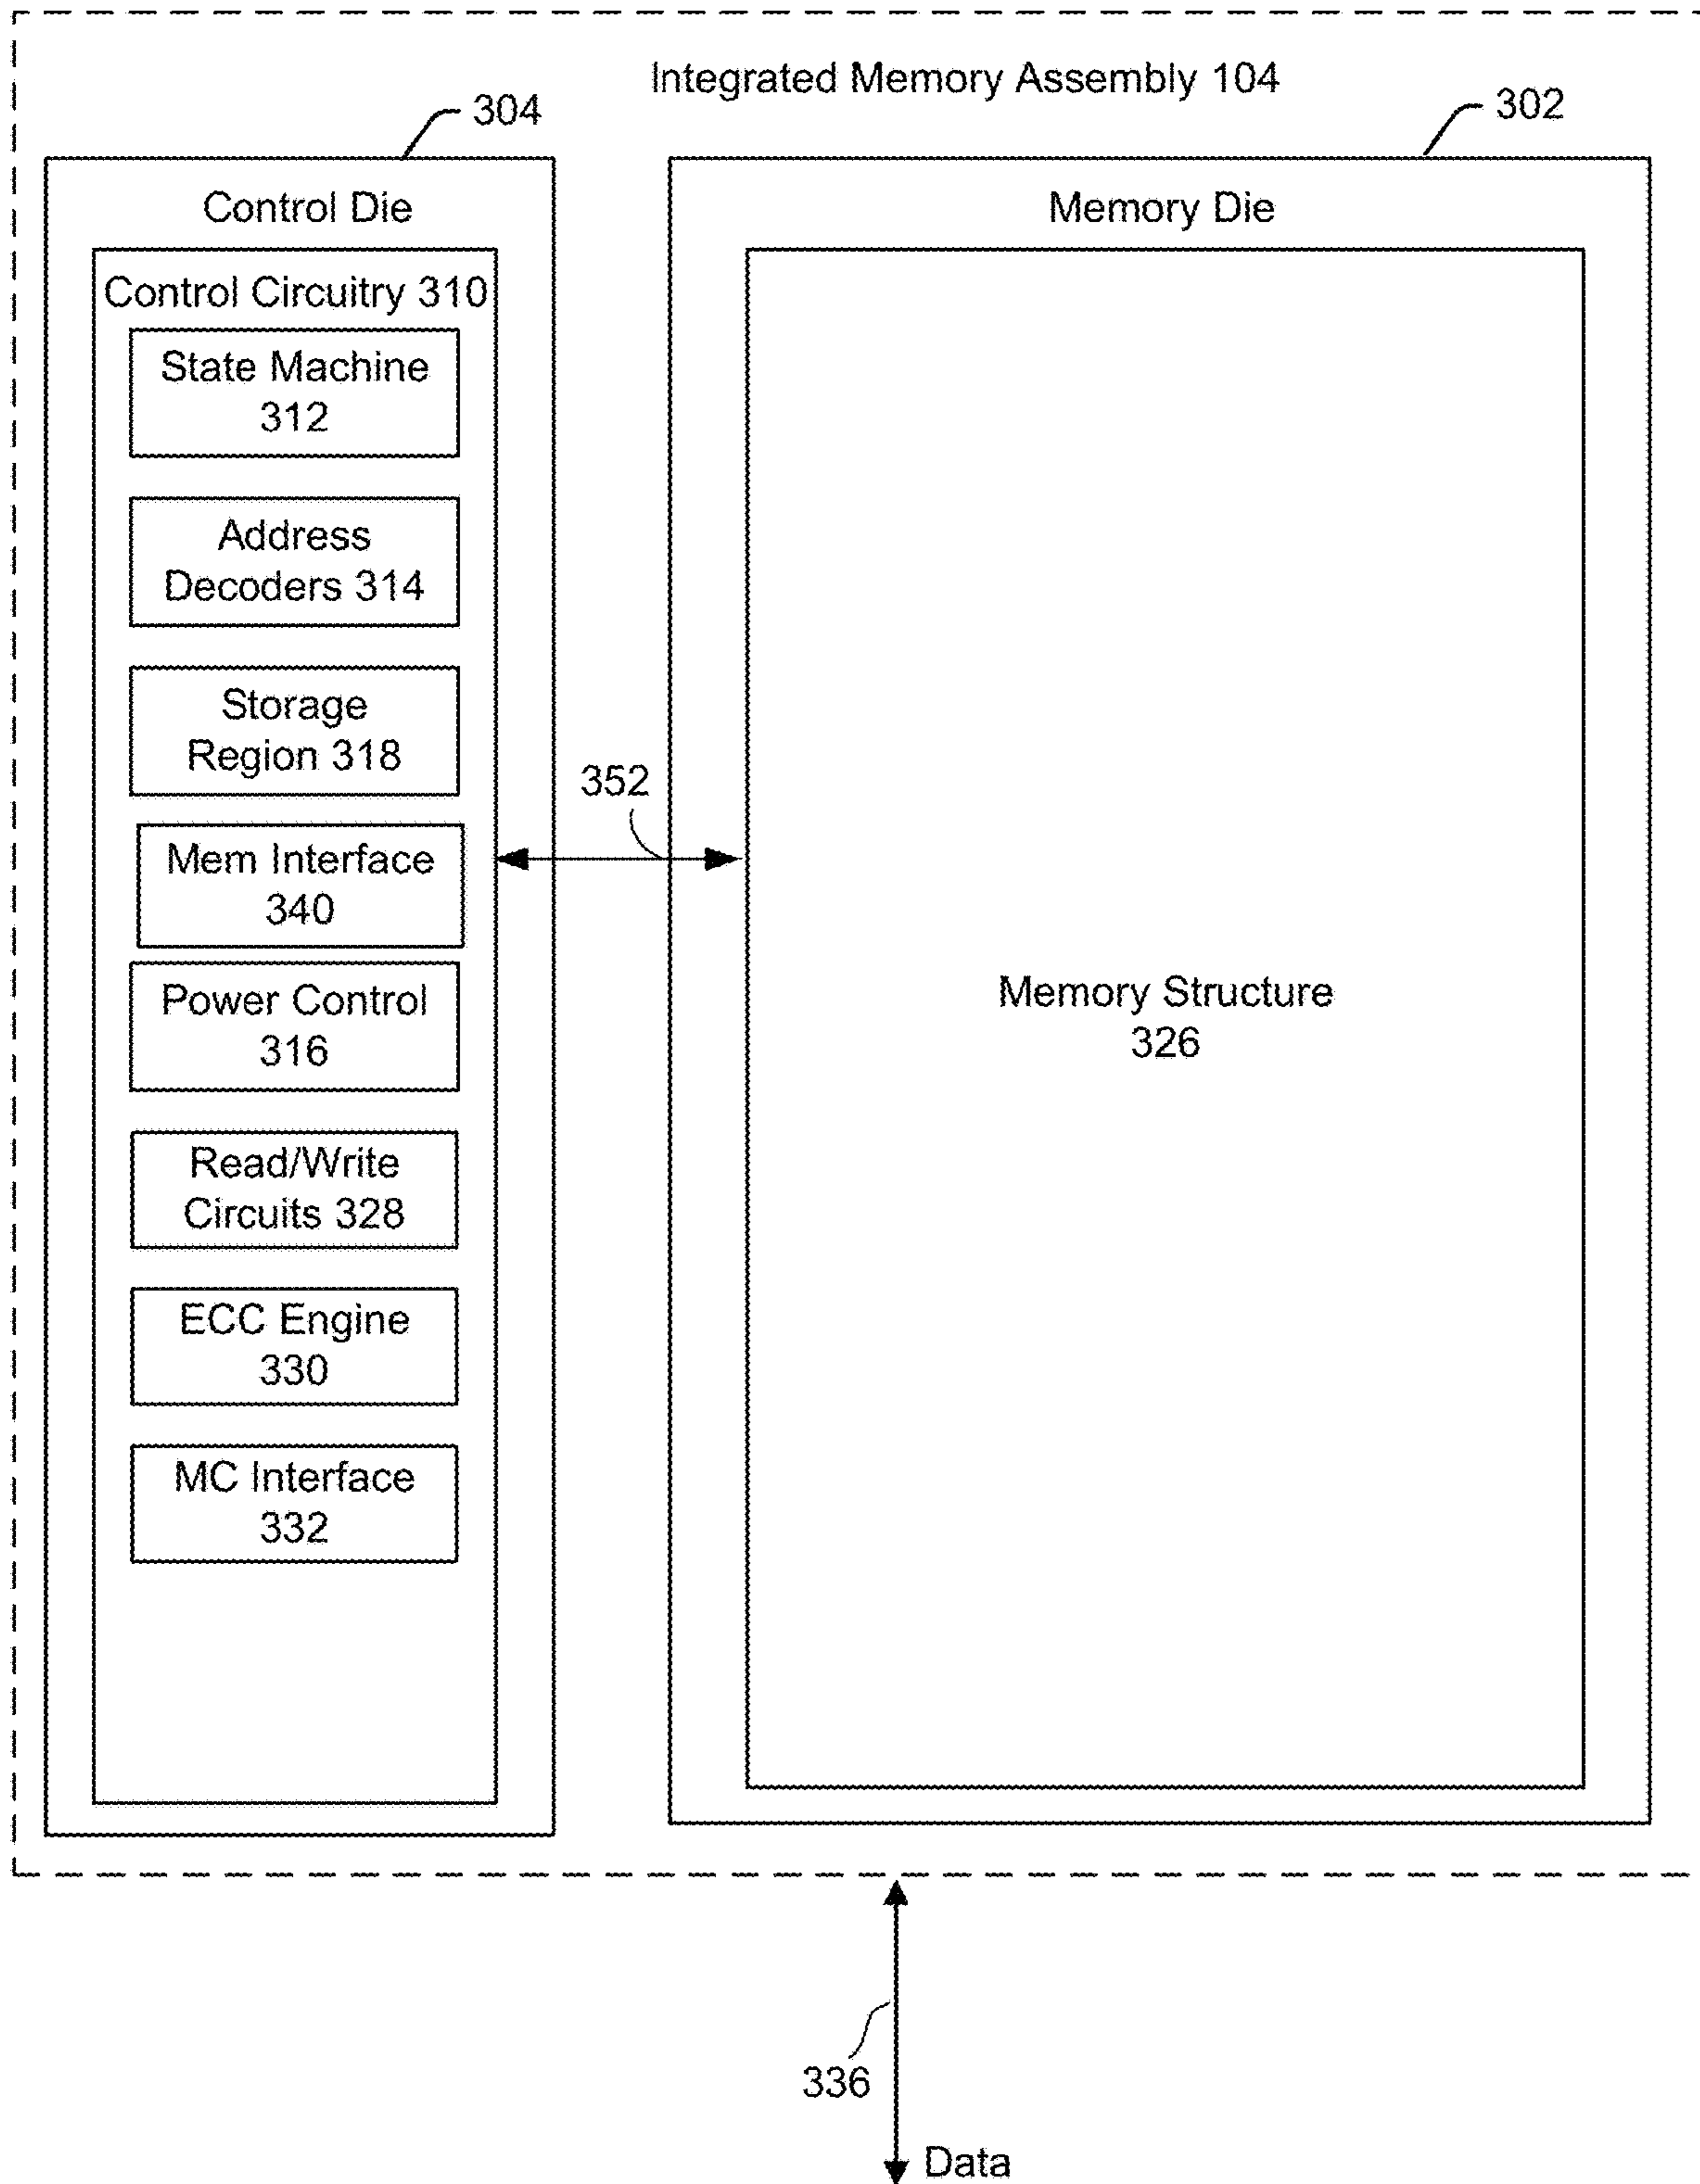 Integrated Memory Assembly 104
304
302
Control Die
Control Circuitry 310
State Machine
312
Address
Decoders 314
Storage
Region 318
Mem Interface
340
Power Control
316
Read/Write
Circuits 328
ECC Engine
330
MC Interface
332
352
Memory Die
Memory Structure
326
336
Data